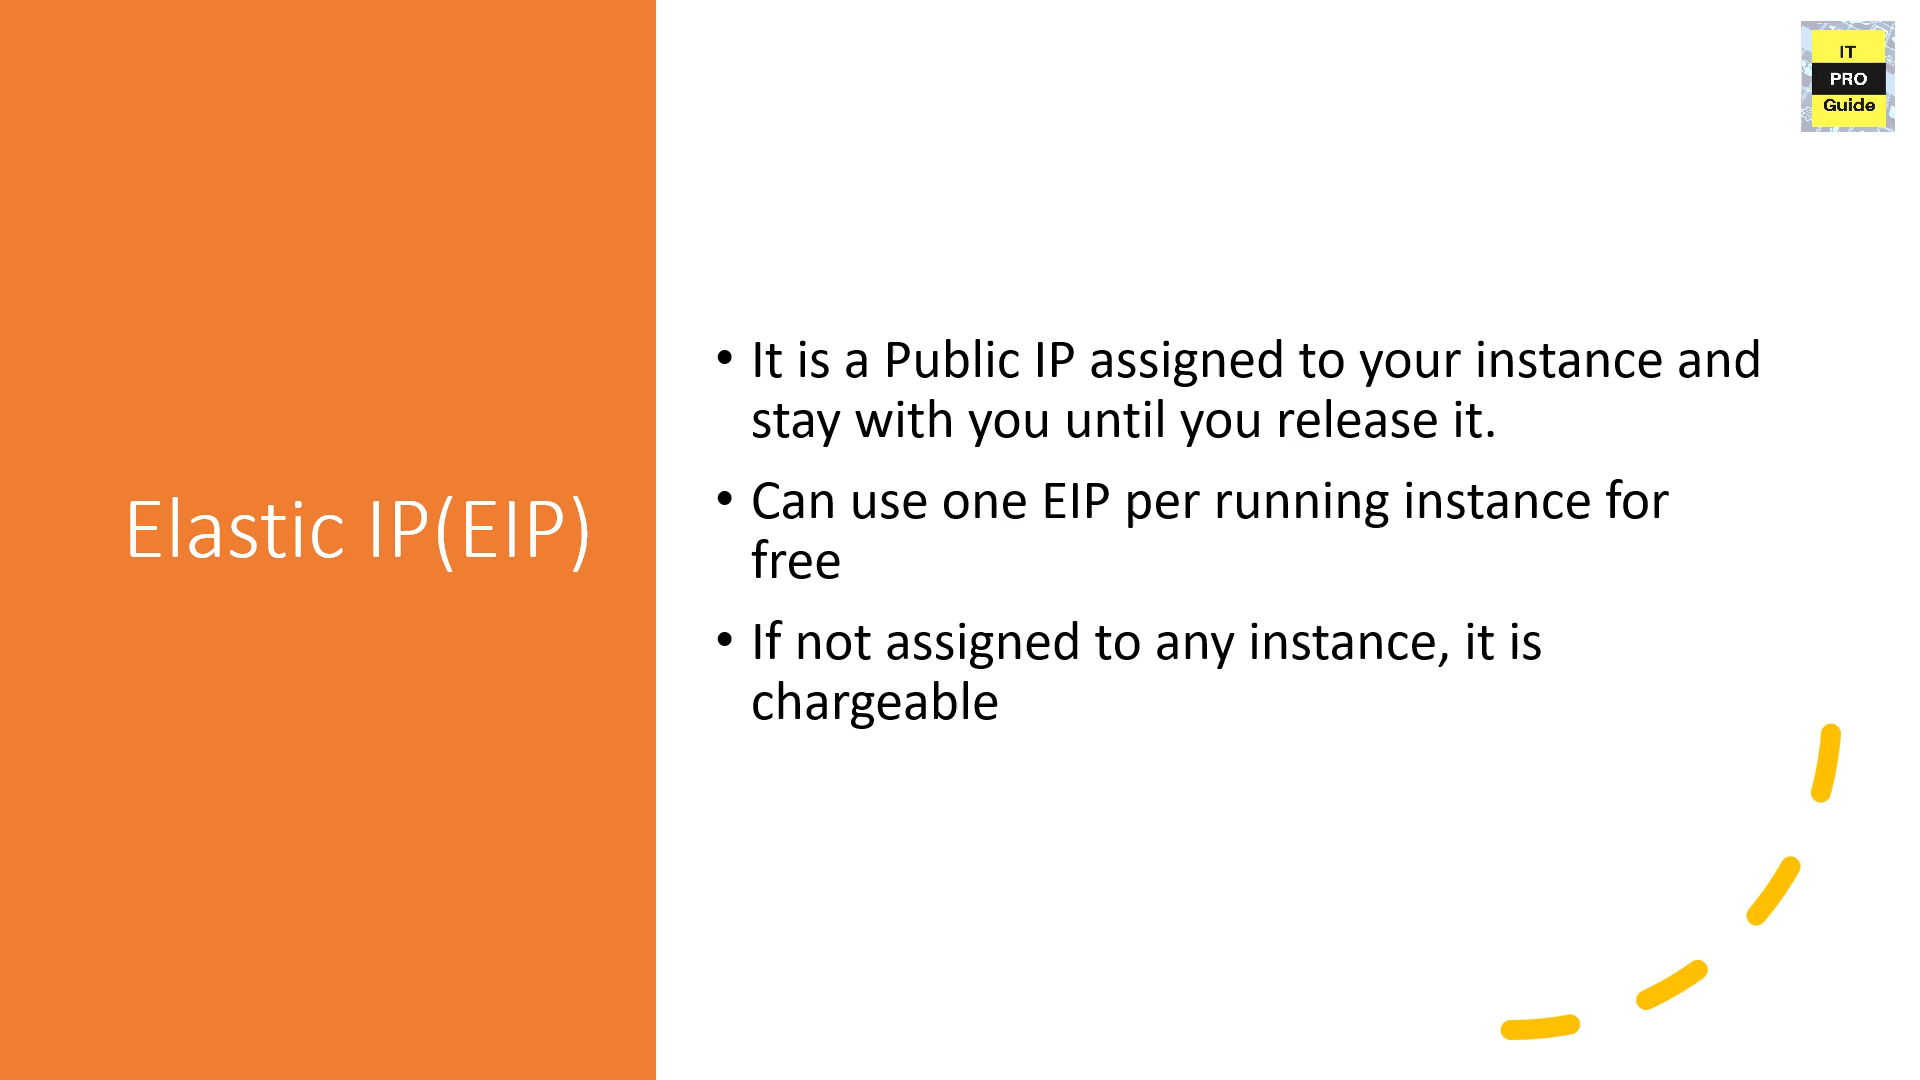 IT
PRO
Guide
Elastic IP(EIP)
• It is a Public IP assigned to your instance and
stay with you until you release it.
• Can use one EIP per running instance for
free
• If not assigned to any instance, it is
chargeable